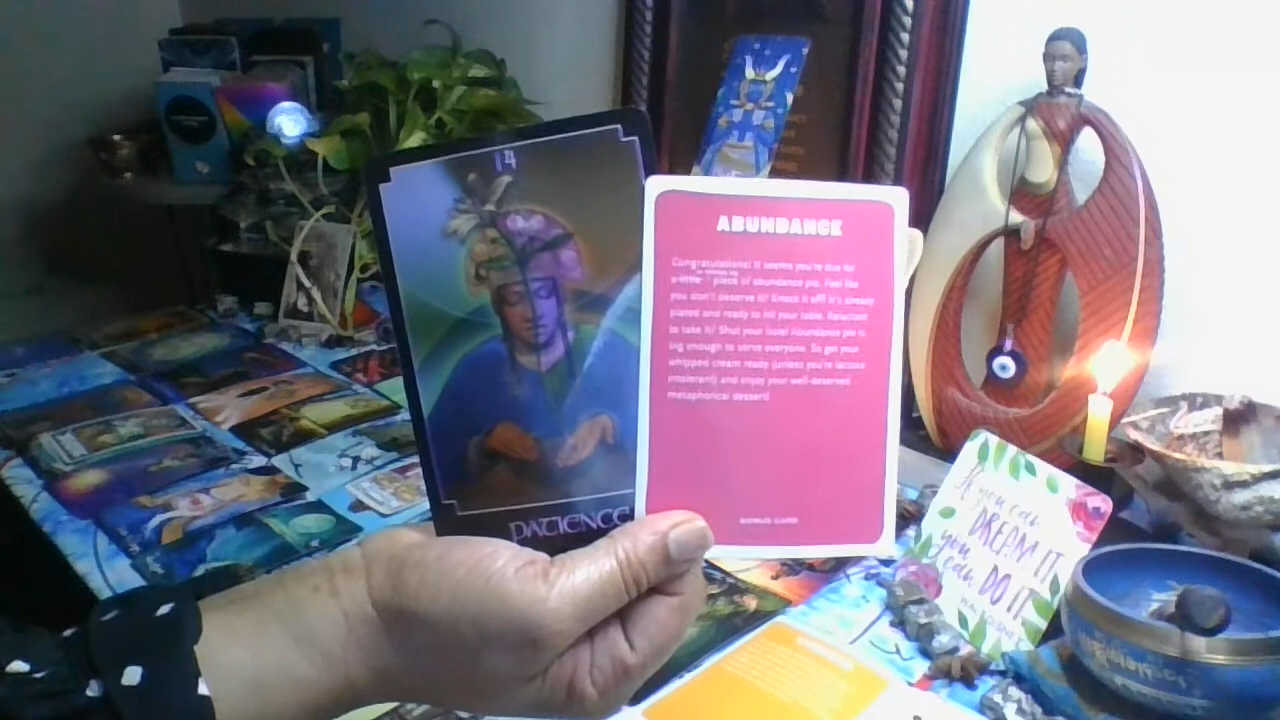 14
PATIENCE
ABUNDANCE
Congratulations! It seems you're due for
a little piece of abundance pie. Feel like
you don't deserve it? Knock it off! It's already
plated and ready to fill your table. Reluctant
to take it? Shut your Abundance pie is
big enough to serve everyone. So get your
whipped cream ready (unless you're lactose
intolerant) and enjoy your well-deserved
metaphorical dessert!
BONUS CARD
If you can
DREAM IT
you
can DO IT